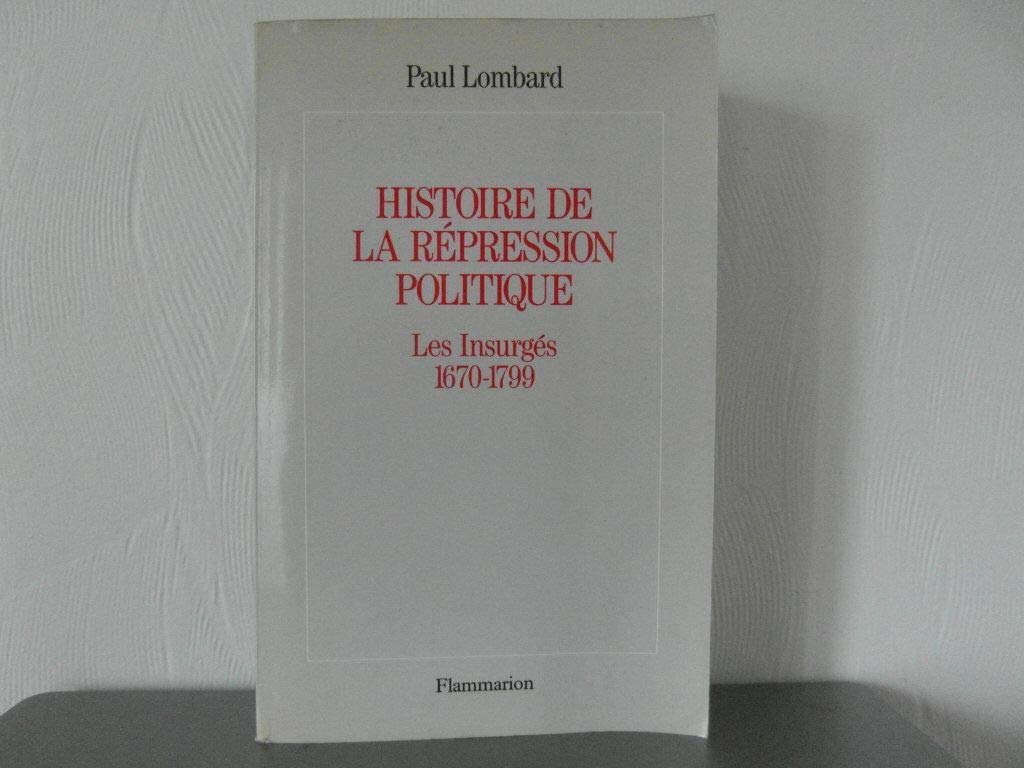 Paul Lombard
HISTOIRE DE
LA RÉPRESSION
POLITIQUE
Les Insurgés
1670-1799
Flammarion